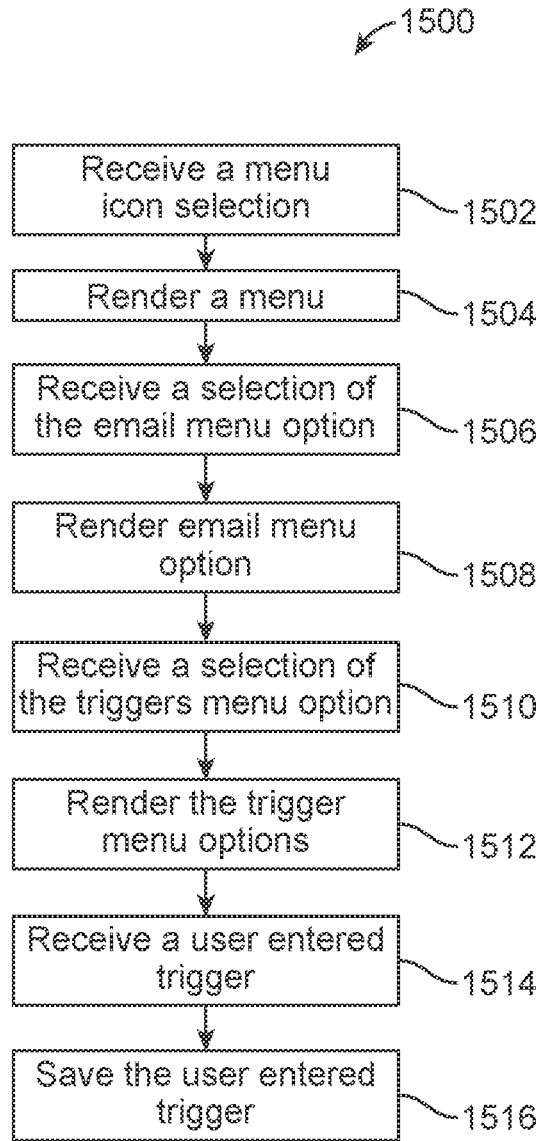 1500
Receive a menu
icon selection
1502
Render a menu
1504
Receive a selection of
the email menu option
1506
Render email menu
option
1508
Receive a selection of
the triggers menu option
1510
Render the trigger
menu options
1512
Receive a user entered
trigger
1514
Save the user entered
trigger
1516